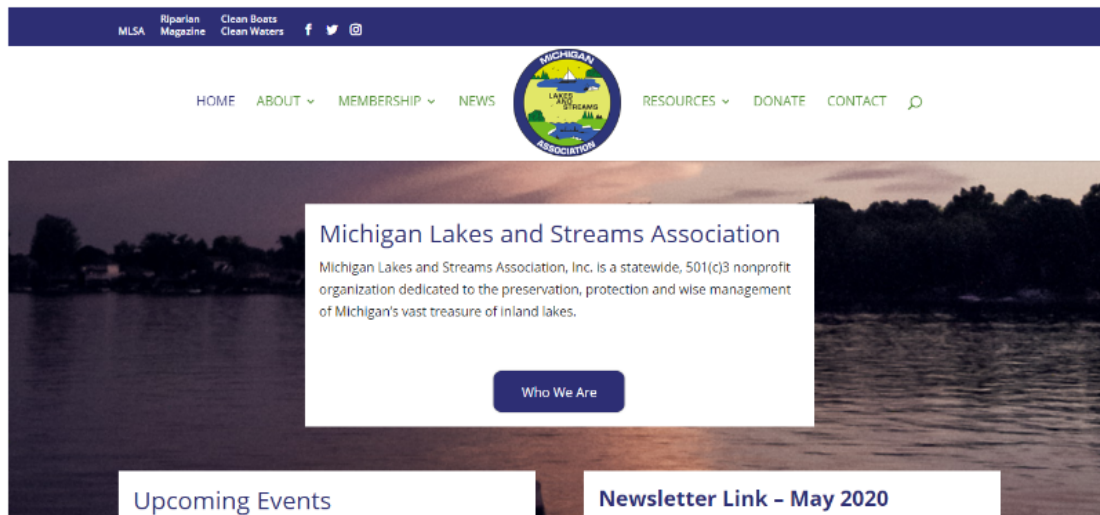 MLSA
Riparian
Magazine
Clean Boats
Clean Waters
HOME ABOUT MEMBERSHIP NEWS
MICHIGAN
LAKES
AND
STREAMS
ASSOCIATION
RESOURCES DONATE CONTACT
Michigan Lakes and Streams Association
Michigan Lakes and Streams Association, Inc. is a statewide, 501(c)3 nonprofit
organization dedicated to the preservation, protection and wise management
of Michigan's vast treasure of inland lakes.
Who We Are
Upcoming Events
Newsletter Link – May 2020